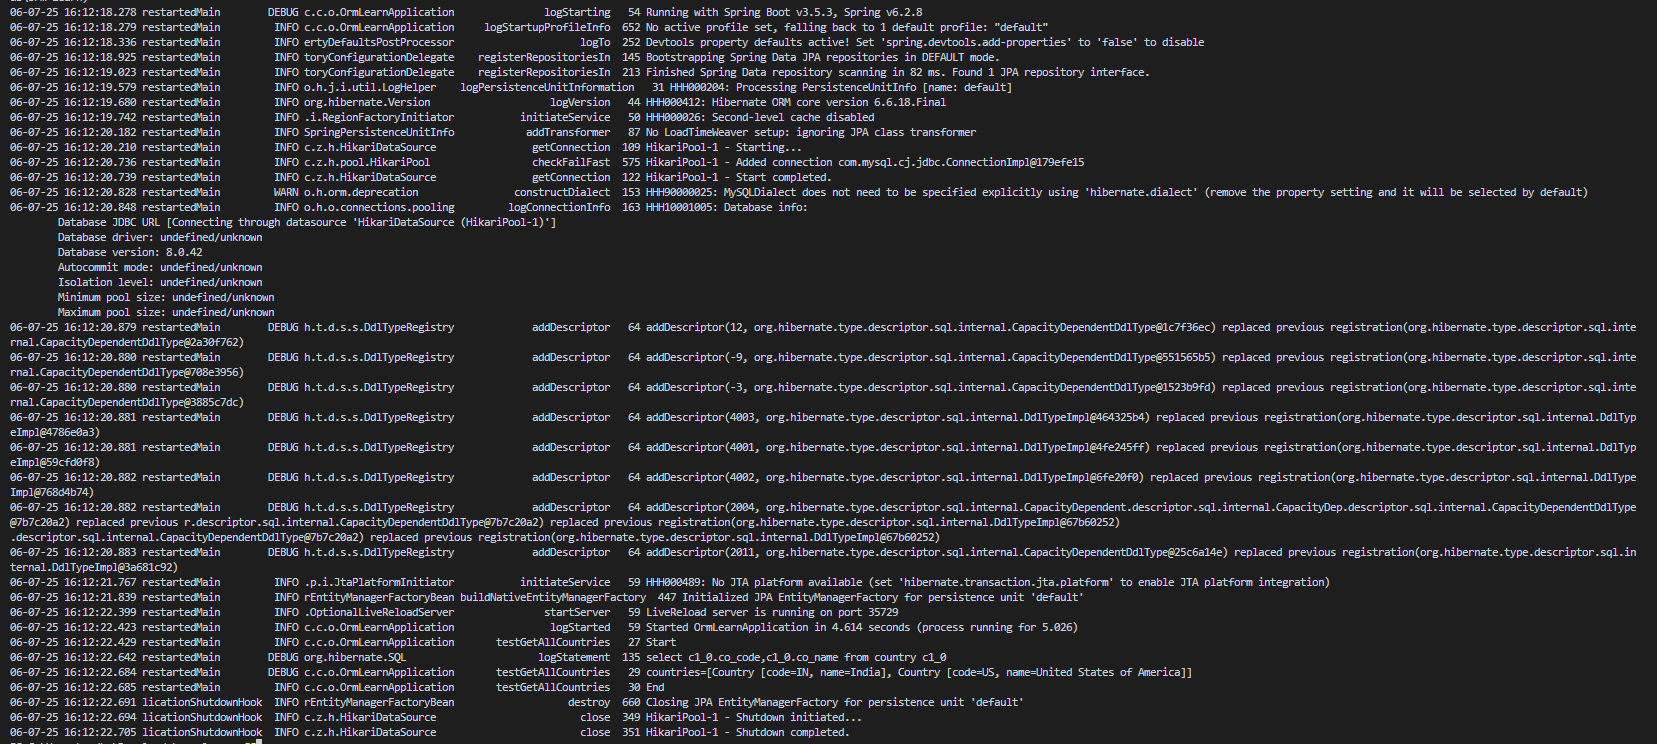 06-07-25 16:12:18.278 restartedMain        DEBUG c.c.o.OrmLearnApplication               logStarting   54 Running with Spring Boot v3.5.3, Spring v6.2.8
06-07-25 16:12:18.279 restartedMain         INFO c.c.o.OrmLearnApplication     logStartupProfileInfo  652 No active profile set, falling back to 1 default profile: "default"
06-07-25 16:12:18.336 restartedMain         INFO ertyDefaultsPostProcessor                     logTo  252 Devtools property defaults active! Set 'spring.devtools.add-properties' to 'false' to disable
06-07-25 16:12:18.925 restartedMain         INFO toryConfigurationDelegate    registerRepositoriesIn  145 Bootstrapping Spring Data JPA repositories in DEFAULT mode.
06-07-25 16:12:19.023 restartedMain         INFO toryConfigurationDelegate    registerRepositoriesIn  213 Finished Spring Data repository scanning in 82 ms. Found 1 JPA repository interface.
06-07-25 16:12:19.579 restartedMain         INFO o.h.j.i.util.LogHelper    logPersistenceUnitInformation   31 HHH000204: Processing PersistenceUnitInfo [name: default]
06-07-25 16:12:19.680 restartedMain         INFO org.hibernate.Version                    logVersion   44 HHH000412: Hibernate ORM core version 6.6.18.Final
06-07-25 16:12:19.742 restartedMain         INFO .i.RegionFactoryInitiator           initiateService   50 HHH000026: Second-level cache disabled
06-07-25 16:12:20.182 restartedMain         INFO SpringPersistenceUnitInfo            addTransformer   87 No LoadTimeWeaver setup: ignoring JPA class transformer
06-07-25 16:12:20.210 restartedMain         INFO c.z.h.HikariDataSource                getConnection  109 HikariPool-1 - Starting...
06-07-25 16:12:20.736 restartedMain         INFO c.z.h.pool.HikariPool                 checkFailFast  575 HikariPool-1 - Added connection com.mysql.cj.jdbc.ConnectionImpl@179efe15
06-07-25 16:12:20.739 restartedMain         INFO c.z.h.HikariDataSource                getConnection  122 HikariPool-1 - Start completed.
06-07-25 16:12:20.828 restartedMain         WARN o.h.orm.deprecation                constructDialect  153 HHH90000025: MySQLDialect does not need to be specified explicitly using 'hibernate.dialect' (remove the property setting and it will be selected by default)
06-07-25 16:12:20.848 restartedMain         INFO o.h.o.connections.pooling         logConnectionInfo  163 HHH10001005: Database info:
Database JDBC URL [Connecting through datasource 'HikariDataSource (HikariPool-1)']
Database driver: undefined/unknown
Database version: 8.0.42
Autocommit mode: undefined/unknown
Isolation level: undefined/unknown
Minimum pool size: undefined/unknown
Maximum pool size: undefined/unknown
06-07-25 16:12:20.879 restartedMain        DEBUG h.t.d.s.s.DdlTypeRegistry             addDescriptor   64 addDescriptor(12, org.hibernate.type.descriptor.sql.internal.CapacityDependentDdlType@1c7f36ec) replaced previous registration(org.hibernate.type.descriptor.sql.inte
rnal.CapacityDependentDdlType@2a30f762)
06-07-25 16:12:20.880 restartedMain        DEBUG h.t.d.s.s.DdlTypeRegistry             addDescriptor   64 addDescriptor(-9, org.hibernate.type.descriptor.sql.internal.CapacityDependentDdlType@551565b5) replaced previous registration(org.hibernate.type.descriptor.sql.inte
rnal.CapacityDependentDdlType@708e3956)
06-07-25 16:12:20.880 restartedMain        DEBUG h.t.d.s.s.DdlTypeRegistry             addDescriptor   64 addDescriptor(-3, org.hibernate.type.descriptor.sql.internal.CapacityDependentDdlType@1523b9fd) replaced previous registration(org.hibernate.type.descriptor.sql.inte
rnal.CapacityDependentDdlType@3885c7dc)
06-07-25 16:12:20.881 restartedMain        DEBUG h.t.d.s.s.DdlTypeRegistry             addDescriptor   64 addDescriptor(4003, org.hibernate.type.descriptor.sql.internal.DdlTypeImpl@464325b4) replaced previous registration(org.hibernate.type.descriptor.sql.internal.DdlTyp
eImpl@4786e0a3)
06-07-25 16:12:20.881 restartedMain        DEBUG h.t.d.s.s.DdlTypeRegistry             addDescriptor   64 addDescriptor(4001, org.hibernate.type.descriptor.sql.internal.DdlTypeImpl@4fe245ff) replaced previous registration(org.hibernate.type.descriptor.sql.internal.DdlTyp
eImpl@59cfd0f8)
06-07-25 16:12:20.882 restartedMain        DEBUG h.t.d.s.s.DdlTypeRegistry             addDescriptor   64 addDescriptor(4002, org.hibernate.type.descriptor.sql.internal.DdlTypeImpl@6fe20f0) replaced previous registration(org.hibernate.type.descriptor.sql.internal.DdlType
Impl@768d4b74)
06-07-25 16:12:20.882 restartedMain        DEBUG h.t.d.s.s.DdlTypeRegistry             addDescriptor   64 addDescriptor(2004, org.hibernate.type.descriptor.sql.internal.CapacityDependent.descriptor.sql.internal.CapacityDep.descriptor.sql.internal.CapacityDependentDdlType
@7b7c20a2) replaced previous r.descriptor.sql.internal.CapacityDependentDdlType@7b7c20a2) replaced previous registration(org.hibernate.type.descriptor.sql.internal.DdlTypeImpl@67b60252)
.descriptor.sql.internal.CapacityDependentDdlType@7b7c20a2) replaced previous registration(org.hibernate.type.descriptor.sql.internal.DdlTypeImpl@67b60252)
06-07-25 16:12:20.883 restartedMain        DEBUG h.t.d.s.s.DdlTypeRegistry             addDescriptor   64 addDescriptor(2011, org.hibernate.type.descriptor.sql.internal.CapacityDependentDdlType@25c6a14e) replaced previous registration(org.hibernate.type.descriptor.sql.in
ternal.DdlTypeImpl@3a681c92)
06-07-25 16:12:21.767 restartedMain         INFO .p.i.JtaPlatformInitiator           initiateService   59 HHH000489: No JTA platform available (set 'hibernate.transaction.jta.platform' to enable JTA platform integration)
06-07-25 16:12:21.839 restartedMain         INFO rEntityManagerFactoryBean buildNativeEntityManagerFactory  447 Initialized JPA EntityManagerFactory for persistence unit 'default'
06-07-25 16:12:22.399 restartedMain         INFO .OptionalLiveReloadServer               startServer   59 LiveReload server is running on port 35729
06-07-25 16:12:22.423 restartedMain         INFO c.c.o.OrmLearnApplication                logStarted   59 Started OrmLearnApplication in 4.614 seconds (process running for 5.026)
06-07-25 16:12:22.429 restartedMain         INFO c.c.o.OrmLearnApplication       testGetAllCountries   27 Start
06-07-25 16:12:22.642 restartedMain        DEBUG org.hibernate.SQL                      logStatement  135 select c1_0.co_code,c1_0.co_name from country c1_0
06-07-25 16:12:22.684 restartedMain        DEBUG c.c.o.OrmLearnApplication       testGetAllCountries   29 countries=[Country [code=IN, name=India], Country [code=US, name=United States of America]]
06-07-25 16:12:22.685 restartedMain         INFO c.c.o.OrmLearnApplication       testGetAllCountries   30 End
06-07-25 16:12:22.691 licationShutdownHook  INFO rEntityManagerFactoryBean                   destroy  660 Closing JPA EntityManagerFactory for persistence unit 'default'
06-07-25 16:12:22.694 licationShutdownHook  INFO c.z.h.HikariDataSource                        close  349 HikariPool-1 - Shutdown initiated...
06-07-25 16:12:22.705 licationShutdownHook  INFO c.z.h.HikariDataSource                        close  351 HikariPool-1 - Shutdown completed.